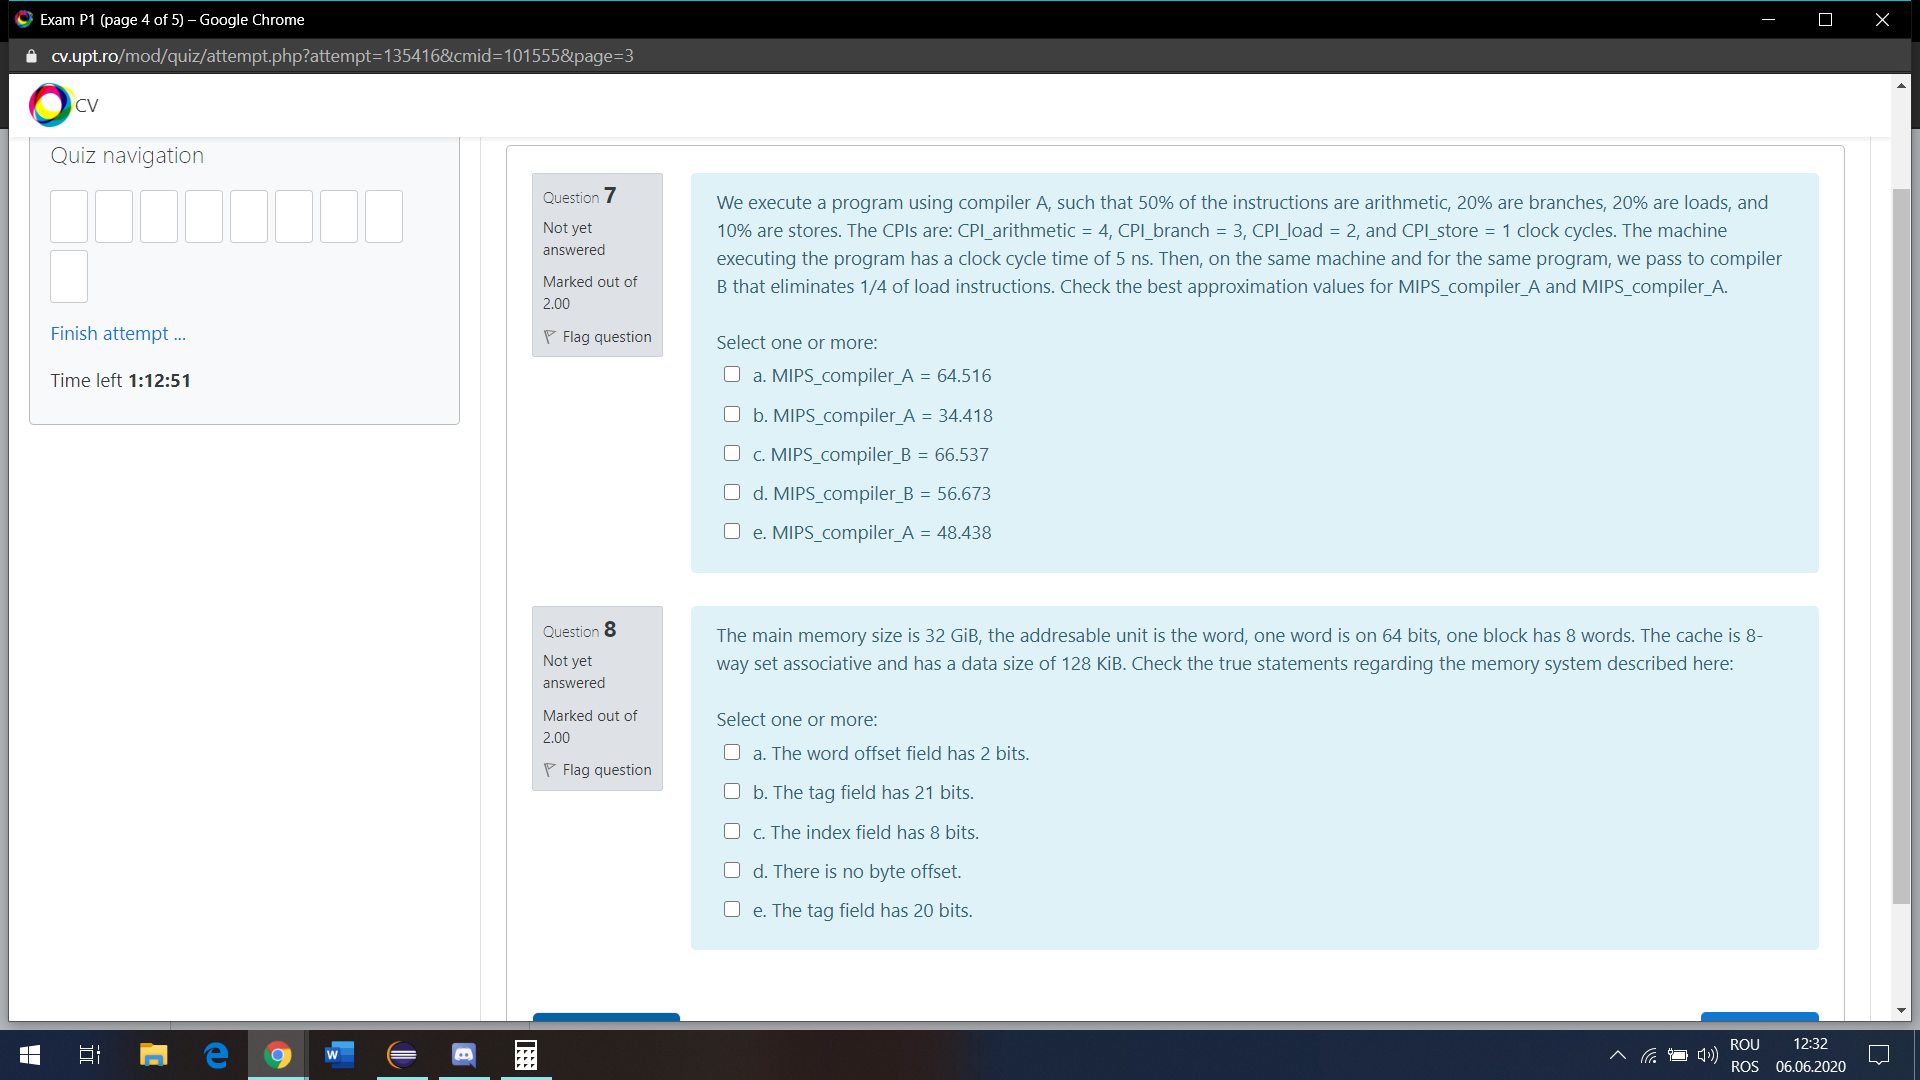 Exam P1 (page 4 of 5) – Google Chrome
cv.upt.ro/mod/quiz/attempt.php?attempt=135416&cmid=101555&page=3
CV
Quiz navigation
Finish attempt ...
Time left 1:12:51
Question 7
Not yet
answered
Marked out of
2.00
Flag question
We execute a program using compiler A, such that 50% of the instructions are arithmetic, 20% are branches, 20% are loads, and
10% are stores. The CPIs are: CPI_arithmetic = 4, CPI_branch = 3, CPI_load = 2, and CPI_store = 1 clock cycles. The machine
executing the program has a clock cycle time of 5 ns. Then, on the same machine and for the same program, we pass to compiler
B that eliminates 1/4 of load instructions. Check the best approximation values for MIPS_compiler_A and MIPS_compiler_A.
Select one or more:
a. MIPS_compiler_A = 64.516
b. MIPS_compiler_A = 34.418
c. MIPS_compiler_B = 66.537
d. MIPS_compiler_B = 56.673
e. MIPS_compiler_A = 48.438
Question 8
Not yet
answered
Marked out of
2.00
Flag question
The main memory size is 32 GiB, the addresable unit is the word, one word is on 64 bits, one block has 8 words. The cache is 8-
way set associative and has a data size of 128 KiB. Check the true statements regarding the memory system described here:
Select one or more:
a. The word offset field has 2 bits.
b. The tag field has 21 bits.
c. The index field has 8 bits.
d. There is no byte offset.
e. The tag field has 20 bits.
ROU
ROS
12:32
06.06.2020